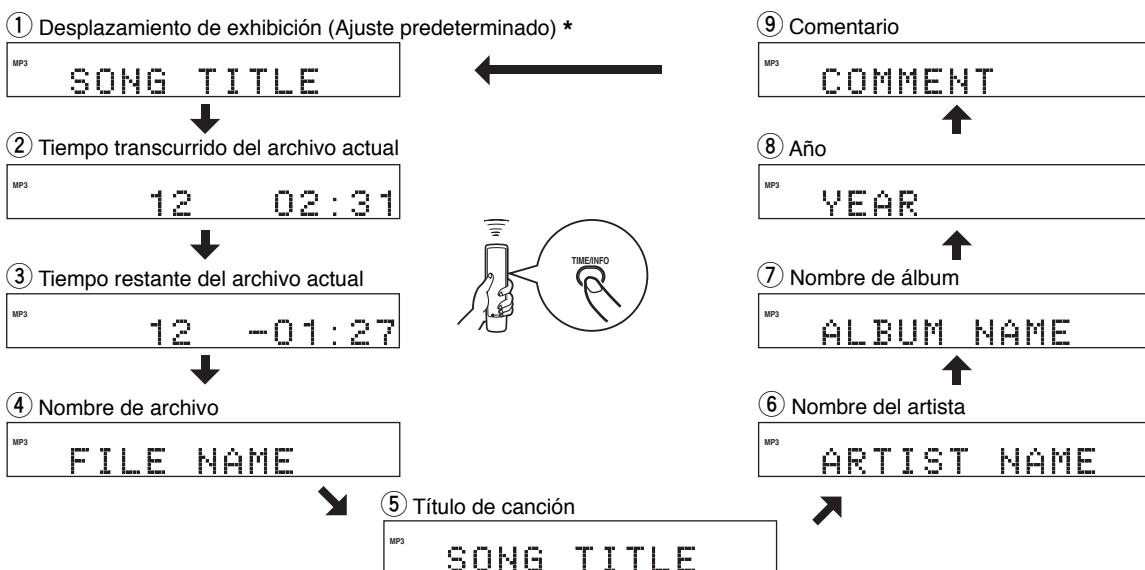 ① Desplazamiento de exhibición (Ajuste predeterminado) *
MP3
SONG TITLE
② Tiempo transcurrido del archivo actual
MP3
12 02:31
③ Tiempo restante del archivo actual
MP3
12 -01:27
④ Nombre de archivo
MP3
FILE NAME
⑤ Título de canción
MP3
SONG TITLE
⑥ Nombre del artista
MP3
ARTIST NAME
⑦ Nombre de álbum
MP3
ALBUM NAME
⑧ Año
MP3
YEAR
⑨ Comentario
MP3
COMMENT
TIME/INFO